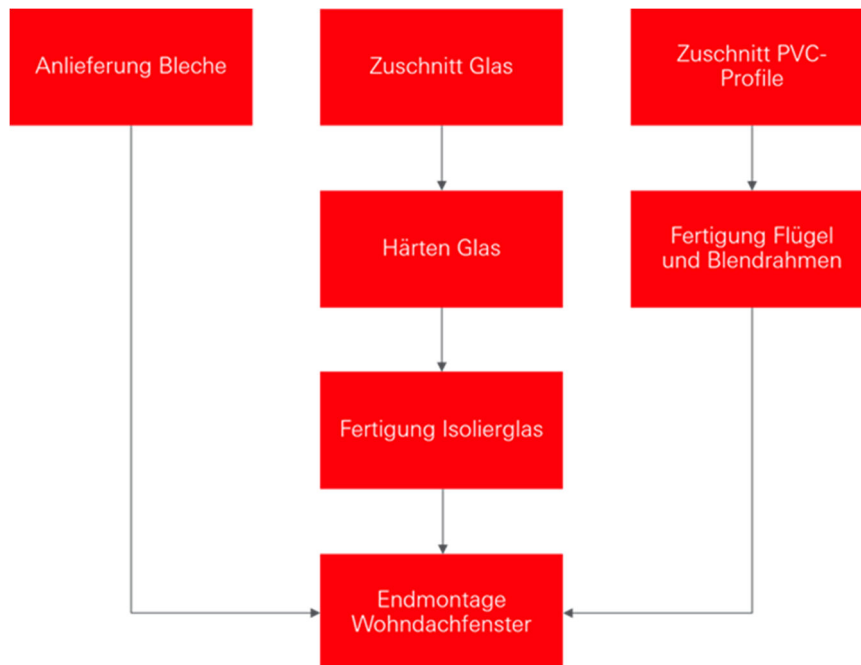 Anlieferung Bleche
Zuschnitt Glas
Zuschnitt PVC-
Profile
Härten Glas
Fertigung Flügel
und Blendrahmen
Fertigung Isolierglas
Endmontage
Wohndachfenster